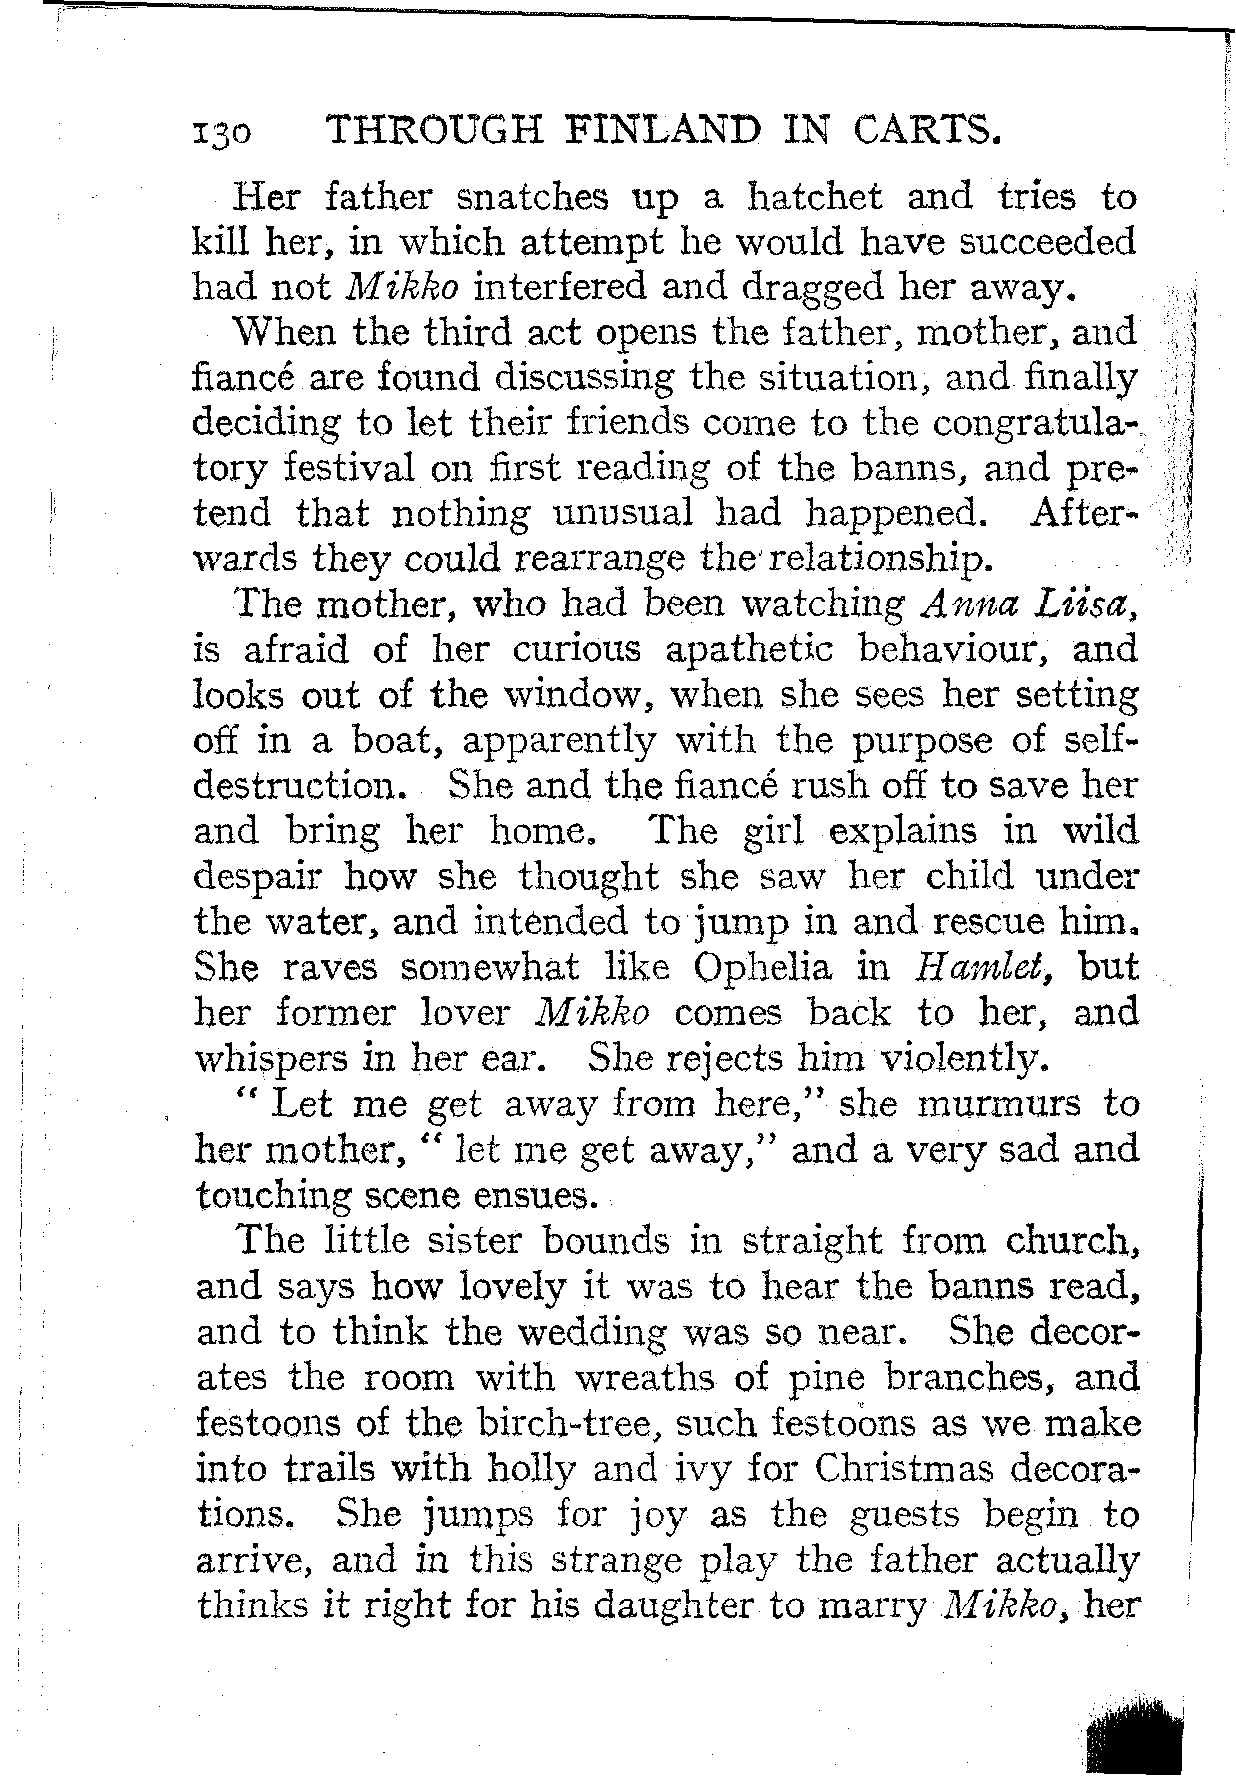 130 THROUGH FINLAND IN CARTS.
Her father snatches up a hatchet and tries to
kill her, in which attempt he would have succeeded
had not Mikko interfered and dragged her away.
When the third act opens the father, mother, and
fiancé are found discussing the situation, and finally
deciding to let their friends come to the congratula-
tory festival on first reading of the banns, and pre-
tend that nothing unusual had happened. After-
wards they could rearrange the relationship.
The mother, who had been watching Anna Liisa,
is afraid of her curious apathetic behaviour, and
looks out of the window, when she sees her setting
off in a boat, apparently with the purpose of self-
destruction. She and the fiancé rush off to save her
and bring her home. The girl explains in wild
despair how she thought she saw her child under
the water, and intended to jump in and rescue him.
She raves somewhat like Ophelia in Hamlet, but
her former lover Mikko comes back to her, and
whispers in her ear. She rejects him violently.
“ Let me get away from here,” she murmurs to
her mother, “ let me get away,” and a very sad and
touching scene ensues.
The little sister bounds in straight from church,
and says how lovely it was to hear the banns read,
and to think the wedding was so near. She decor-
ates the room with wreaths of pine branches, and
festoons of the birch-tree, such festoons as we make
into trails with holly and ivy for Christmas decora-
tions. She jumps for joy as the guests begin to
arrive, and in this strange play the father actually
thinks it right for his daughter to marry Mikko, her